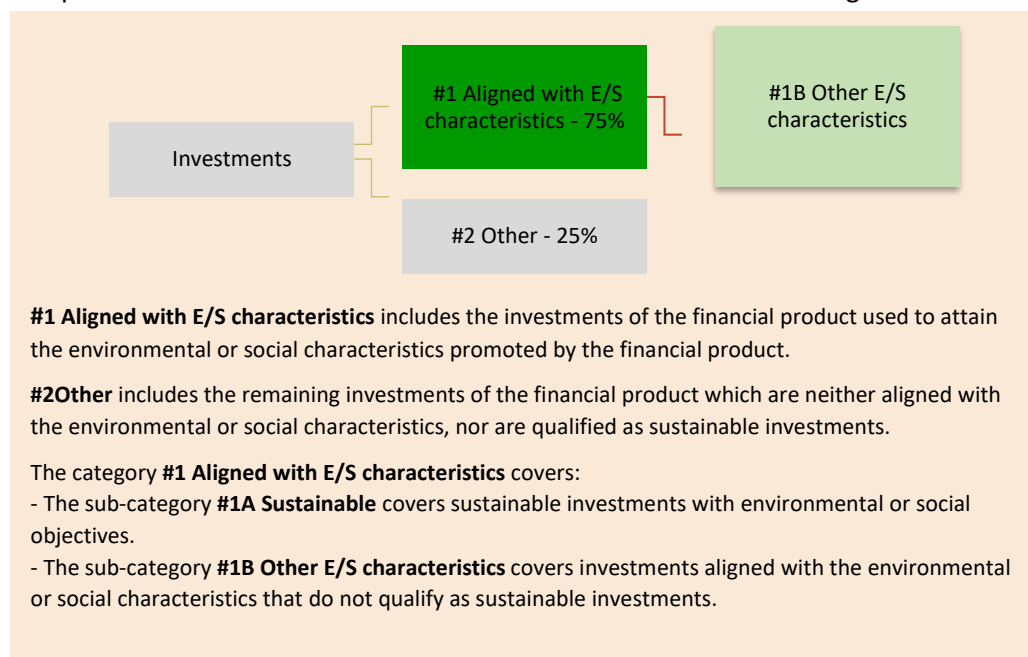 #1 Aligned with E/S
characteristics - 75%
#1B Other E/S
characteristics
Investments
#2 Other - 25%
#1 Aligned with E/S characteristics includes the investments of the financial product used to attain
the environmental or social characteristics promoted by the financial product.
#2Other includes the remaining investments of the financial product which are neither aligned with
the environmental or social characteristics, nor are qualified as sustainable investments.
The category #1 Aligned with E/S characteristics covers:
- The sub-category #1A Sustainable covers sustainable investments with environmental or social
objectives.
- The sub-category #1B Other E/S characteristics covers investments aligned with the environmental
or social characteristics that do not qualify as sustainable investments.